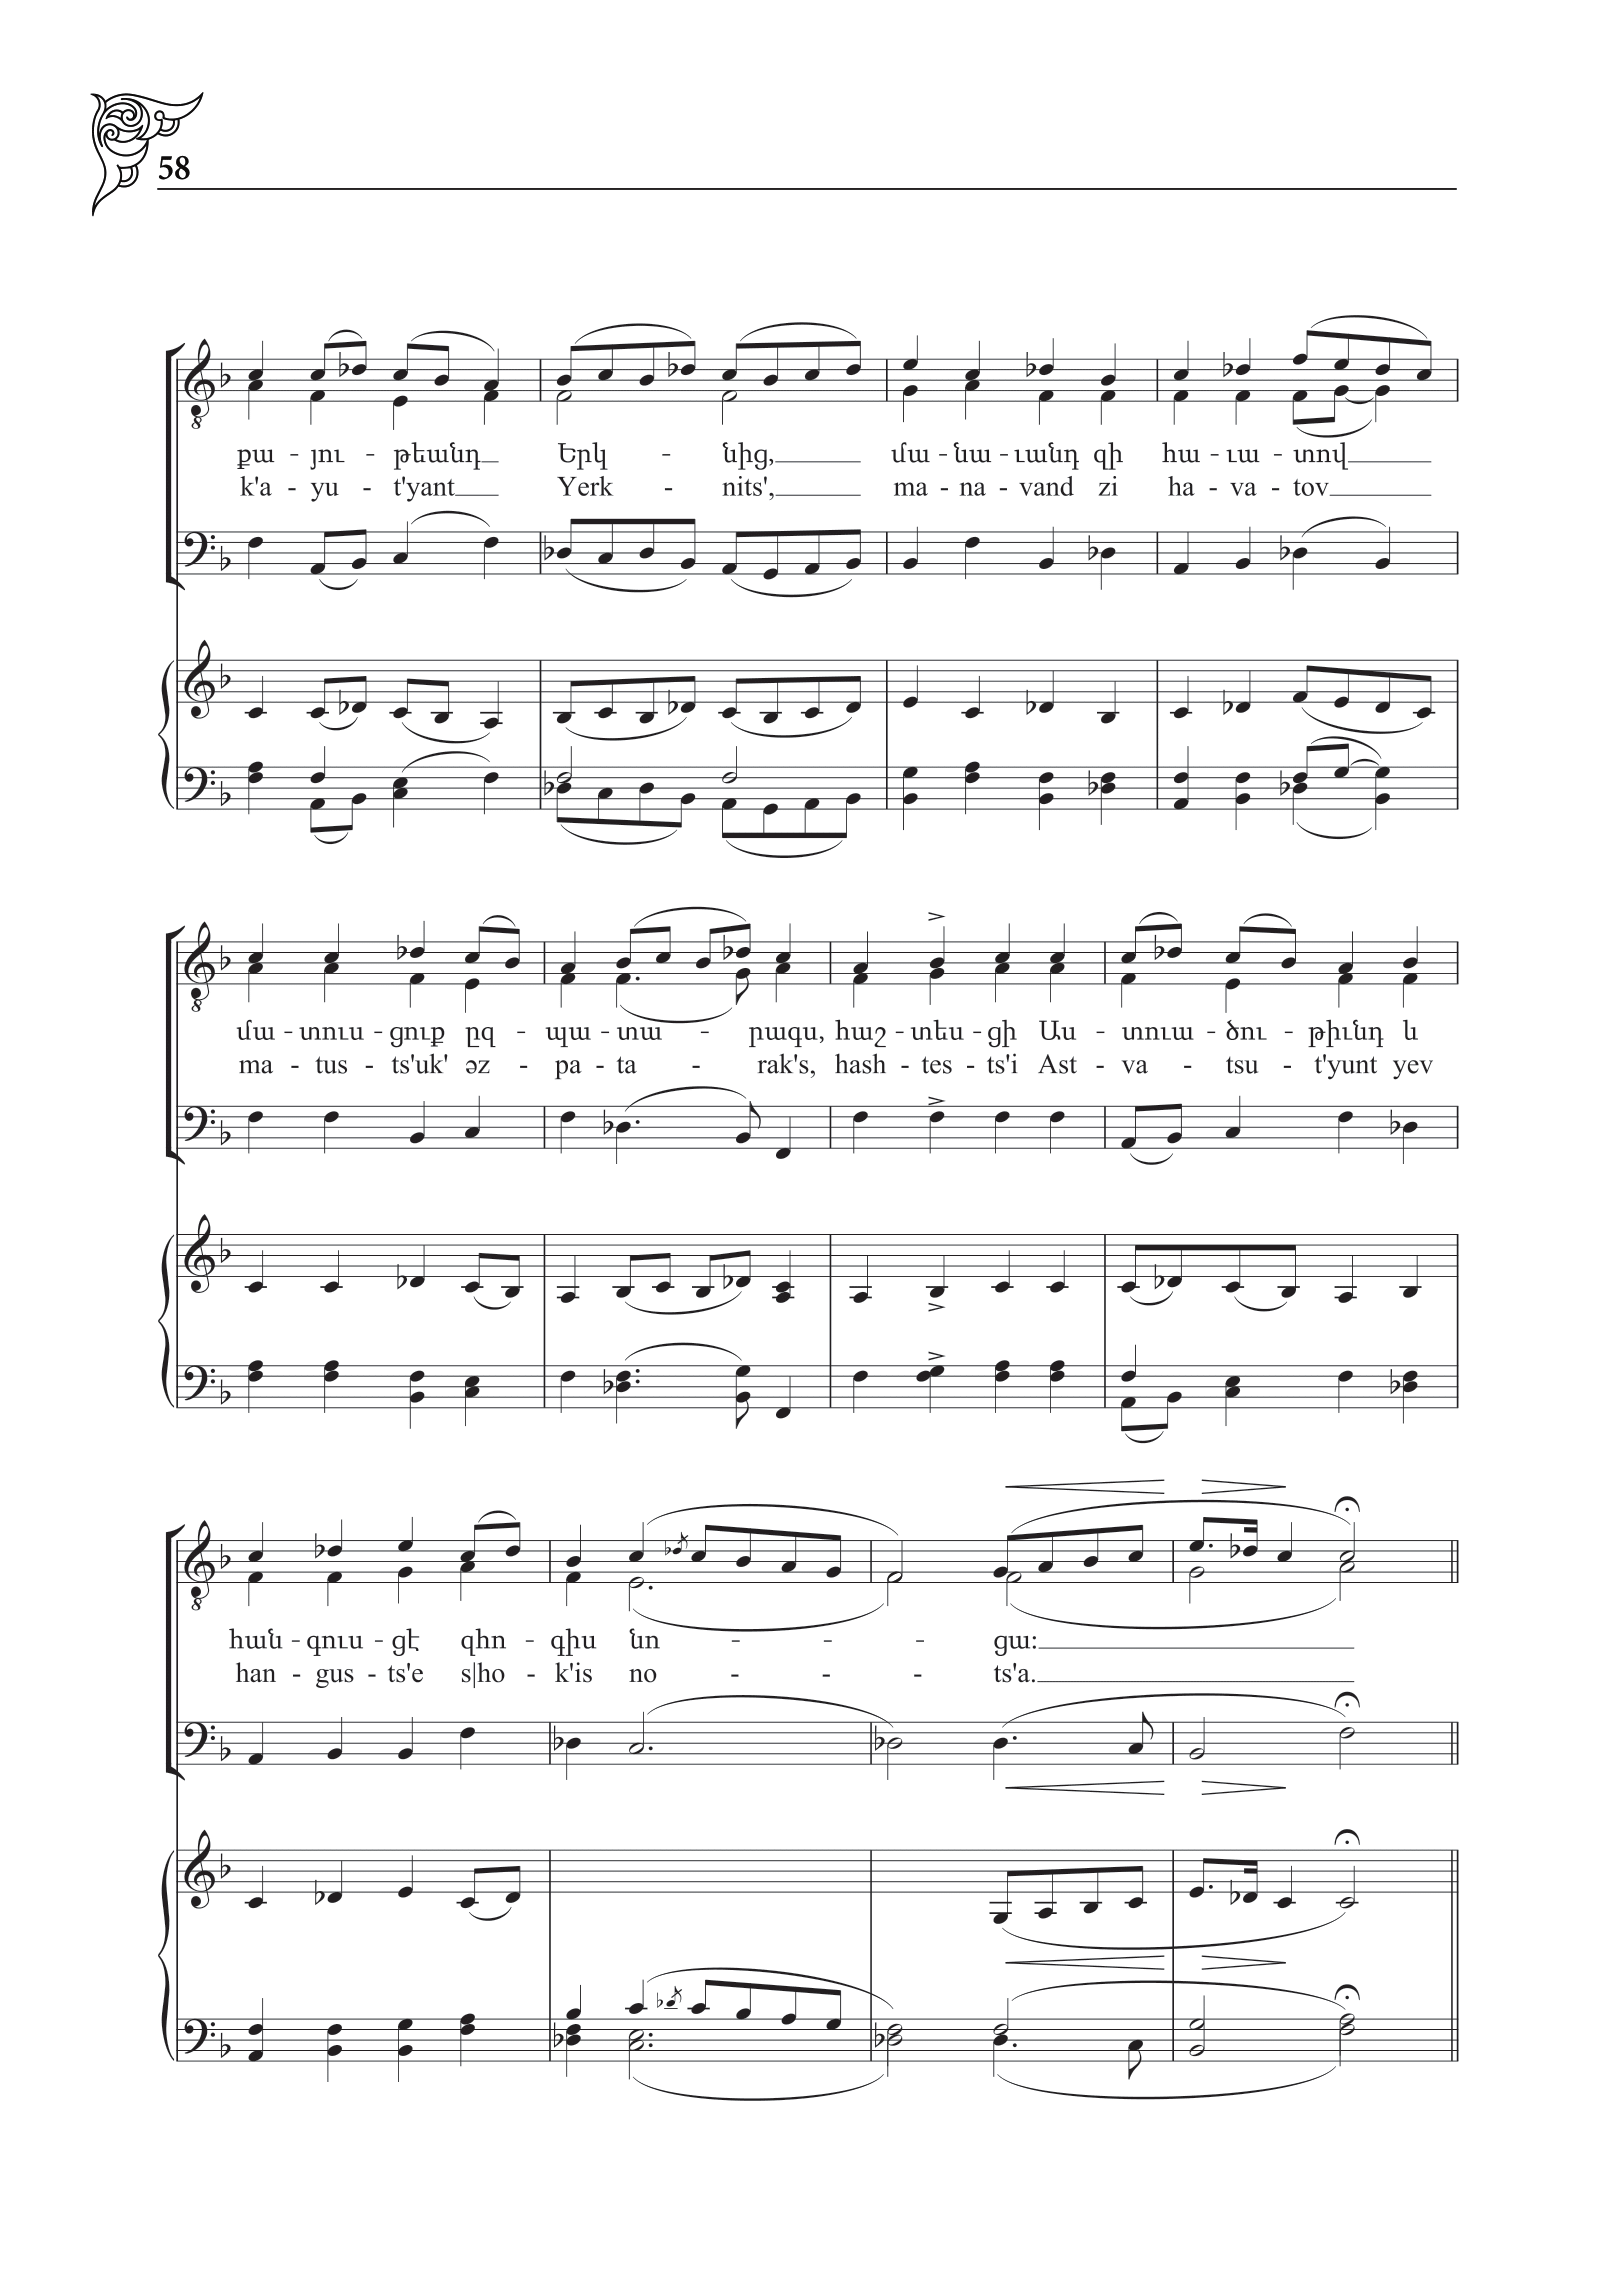 58
քա - յու - թեանդ Երկ - նից, մա - նա - ւանդ զի հա - ւա - տով
k'a - yu - t'yant Yerk - nits', ma - na - vand zi ha - va - tov
մա - տուս - ցուք ըզ - պա - տա - րագս, հաշ - տես - ցի Աս - տուա - ծու - թիւնդ և
ma - tus - ts'uk' əz - pa - ta - rak's, hash - tes - ts'i Ast - va - tsu - t'yunt yev
հան - գուս - ցէ զհո - գիս նո - - - ցա:
han - gus - ts'e s|ho - k'is no - - - ts'a.